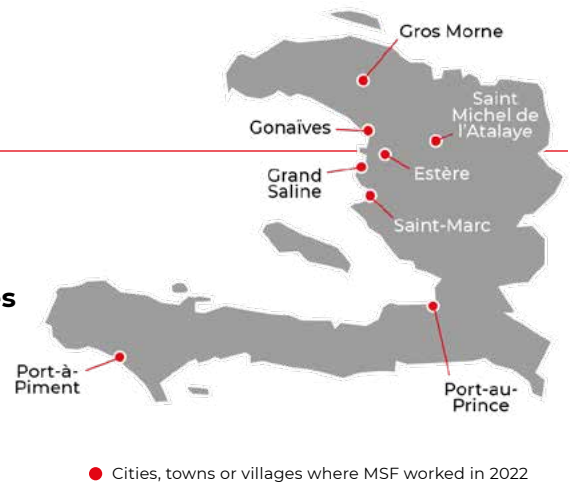 Gros Morne
Saint
Michel de
l'Atalaye
Gonaïves
Estère
Grand
Saline
Saint-Marc
es
Port-à-
Piment
Port-au-
Prince
Cities, towns or villages where MSF worked in 2022